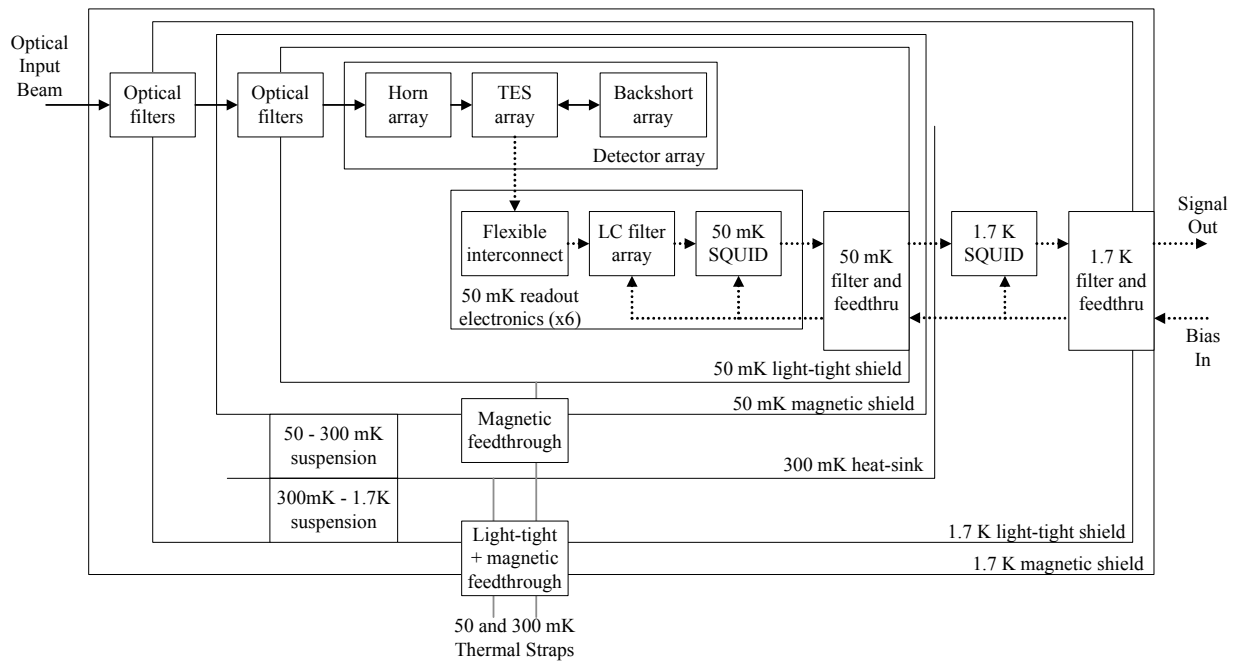 Optical
Input
Beam
Optical
filters
Optical
filters
Horn
array
TES
array
Backshort
array
Detector array
Flexible
interconnect
LC filter
array
50 mK
SQUID
50 mK readout
electronics (x6)
50 mK
filter and
feedthru
1.7 K
SQUID
1.7 K
filter and
feedthru
Signal
Out
Bias
In
50 mK light-tight shield
50 mK magnetic shield
Magnetic
feedthrough
50 - 300 mK
suspension
300 mK heat-sink
300mK - 1.7K
suspension
Light-tight
+ magnetic
feedthrough
1.7 K light-tight shield
1.7 K magnetic shield
50 and 300 mK
Thermal Straps